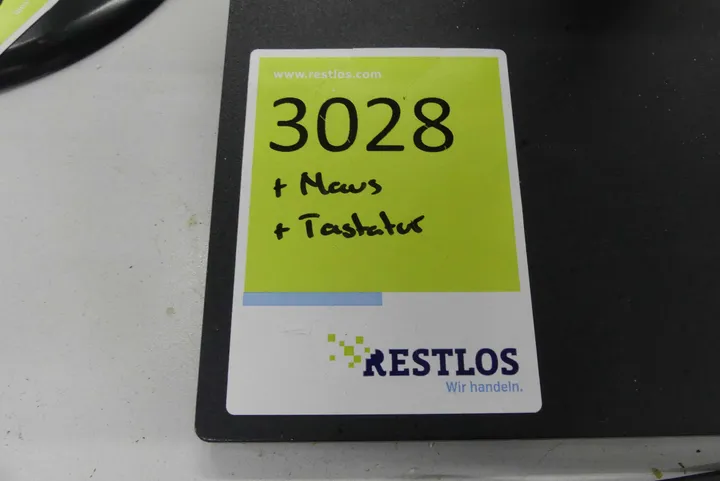 www.restlos.com
3028
+ Maus
+ Tastatur
RESTLOS
Wir handeln.